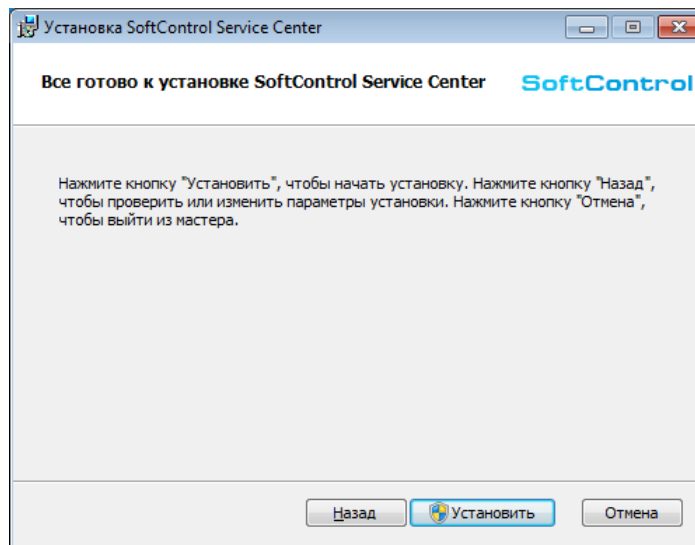 Установка SoftControl Service Center
Все готово к установке SoftControl Service Center
SoftControl
Нажмите кнопку "Установить", чтобы начать установку. Нажмите кнопку "Назад",
чтобы проверить или изменить параметры установки. Нажмите кнопку "Отмена",
чтобы выйти из мастера.
Назад
Установить
Отмена